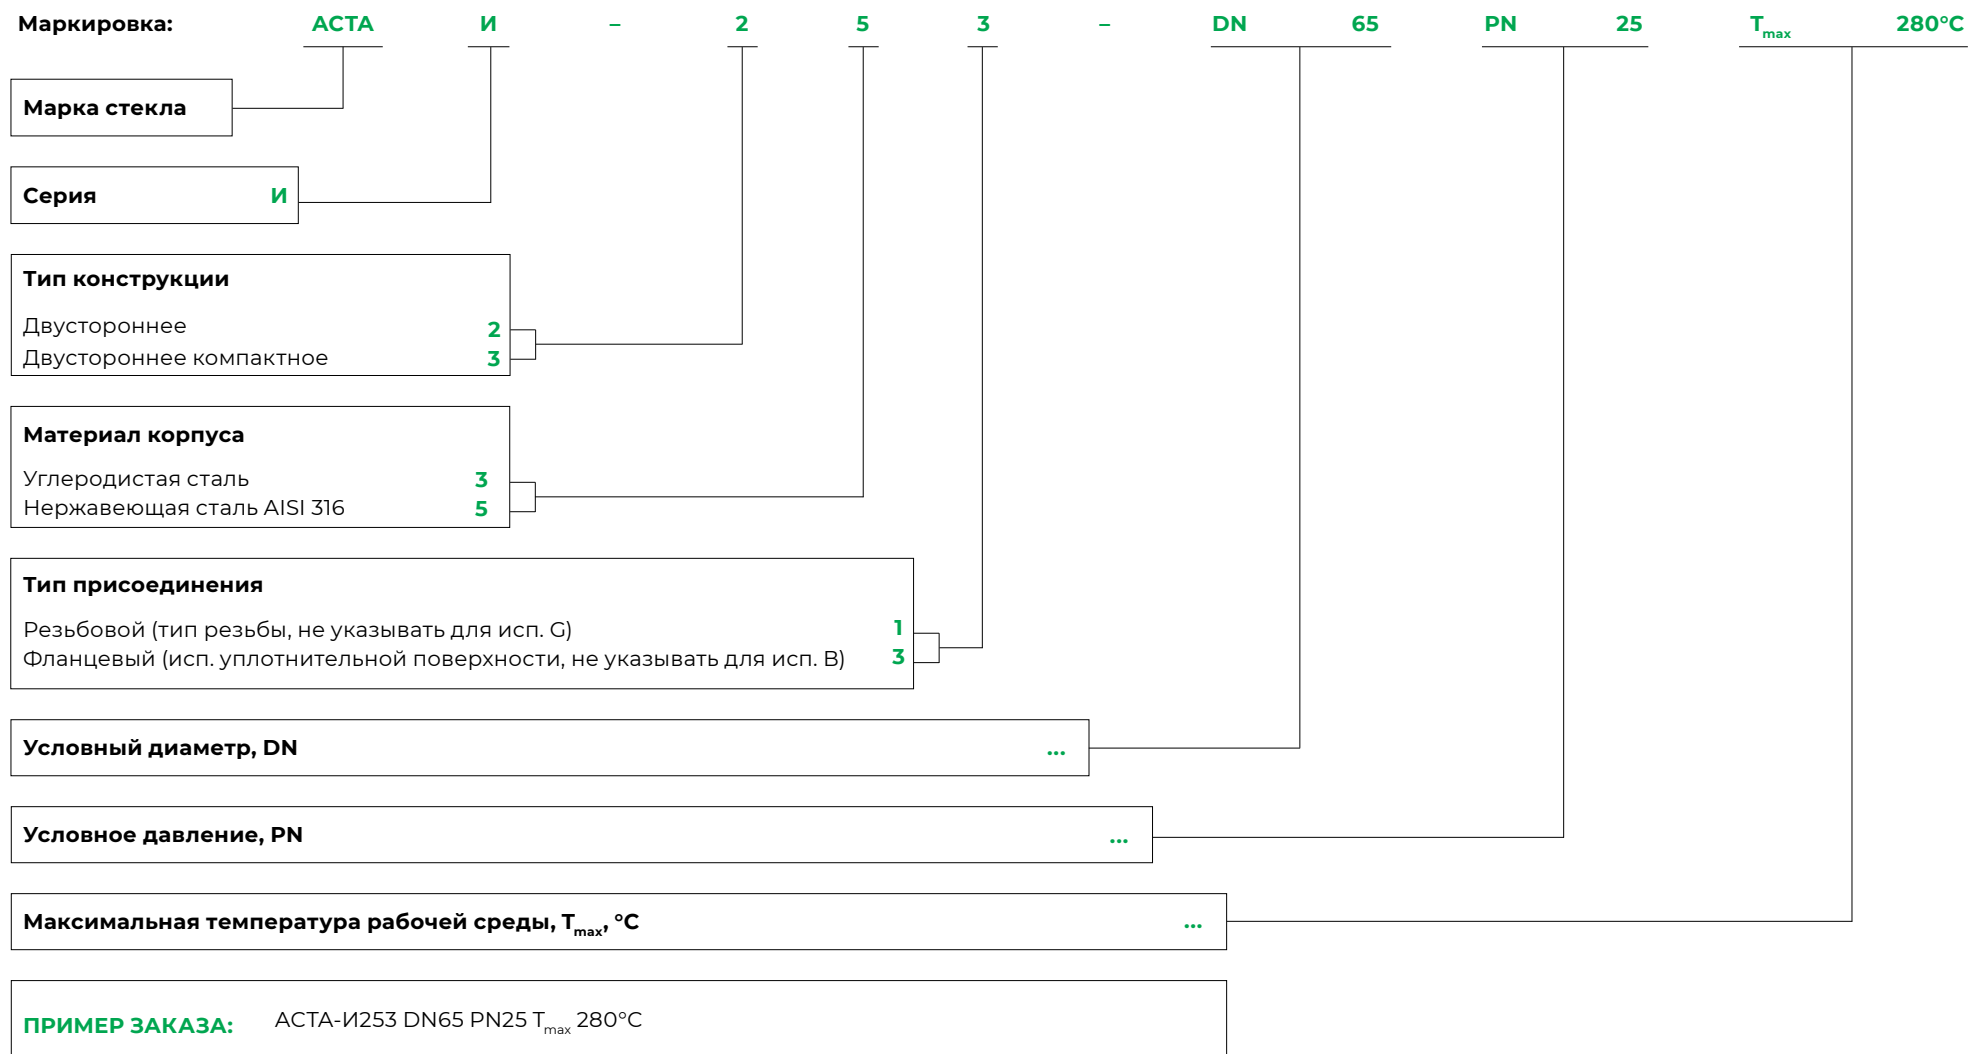 Маркировка: АСТА И – 2 5 3 – DN 65 PN 25 Tmax 280°C
Марка стекла
Серия И
Тип конструкции
Двустороннее 2
Двустороннее компактное 3
Материал корпуса
Углеродистая сталь 3
Нержавеющая сталь AISI 316 5
Тип присоединения
Резьбовой (тип резьбы, не указывать для исп. G) 1
Фланцевый (исп. уплотнительной поверхности, не указывать для исп. B) 3
Условный диаметр, DN ...
Условное давление, PN ...
Максимальная температура рабочей среды, Tmax, °C ...
ПРИМЕР ЗАКАЗА: АСТА-И253 DN65 PN25 Tmax 280°C